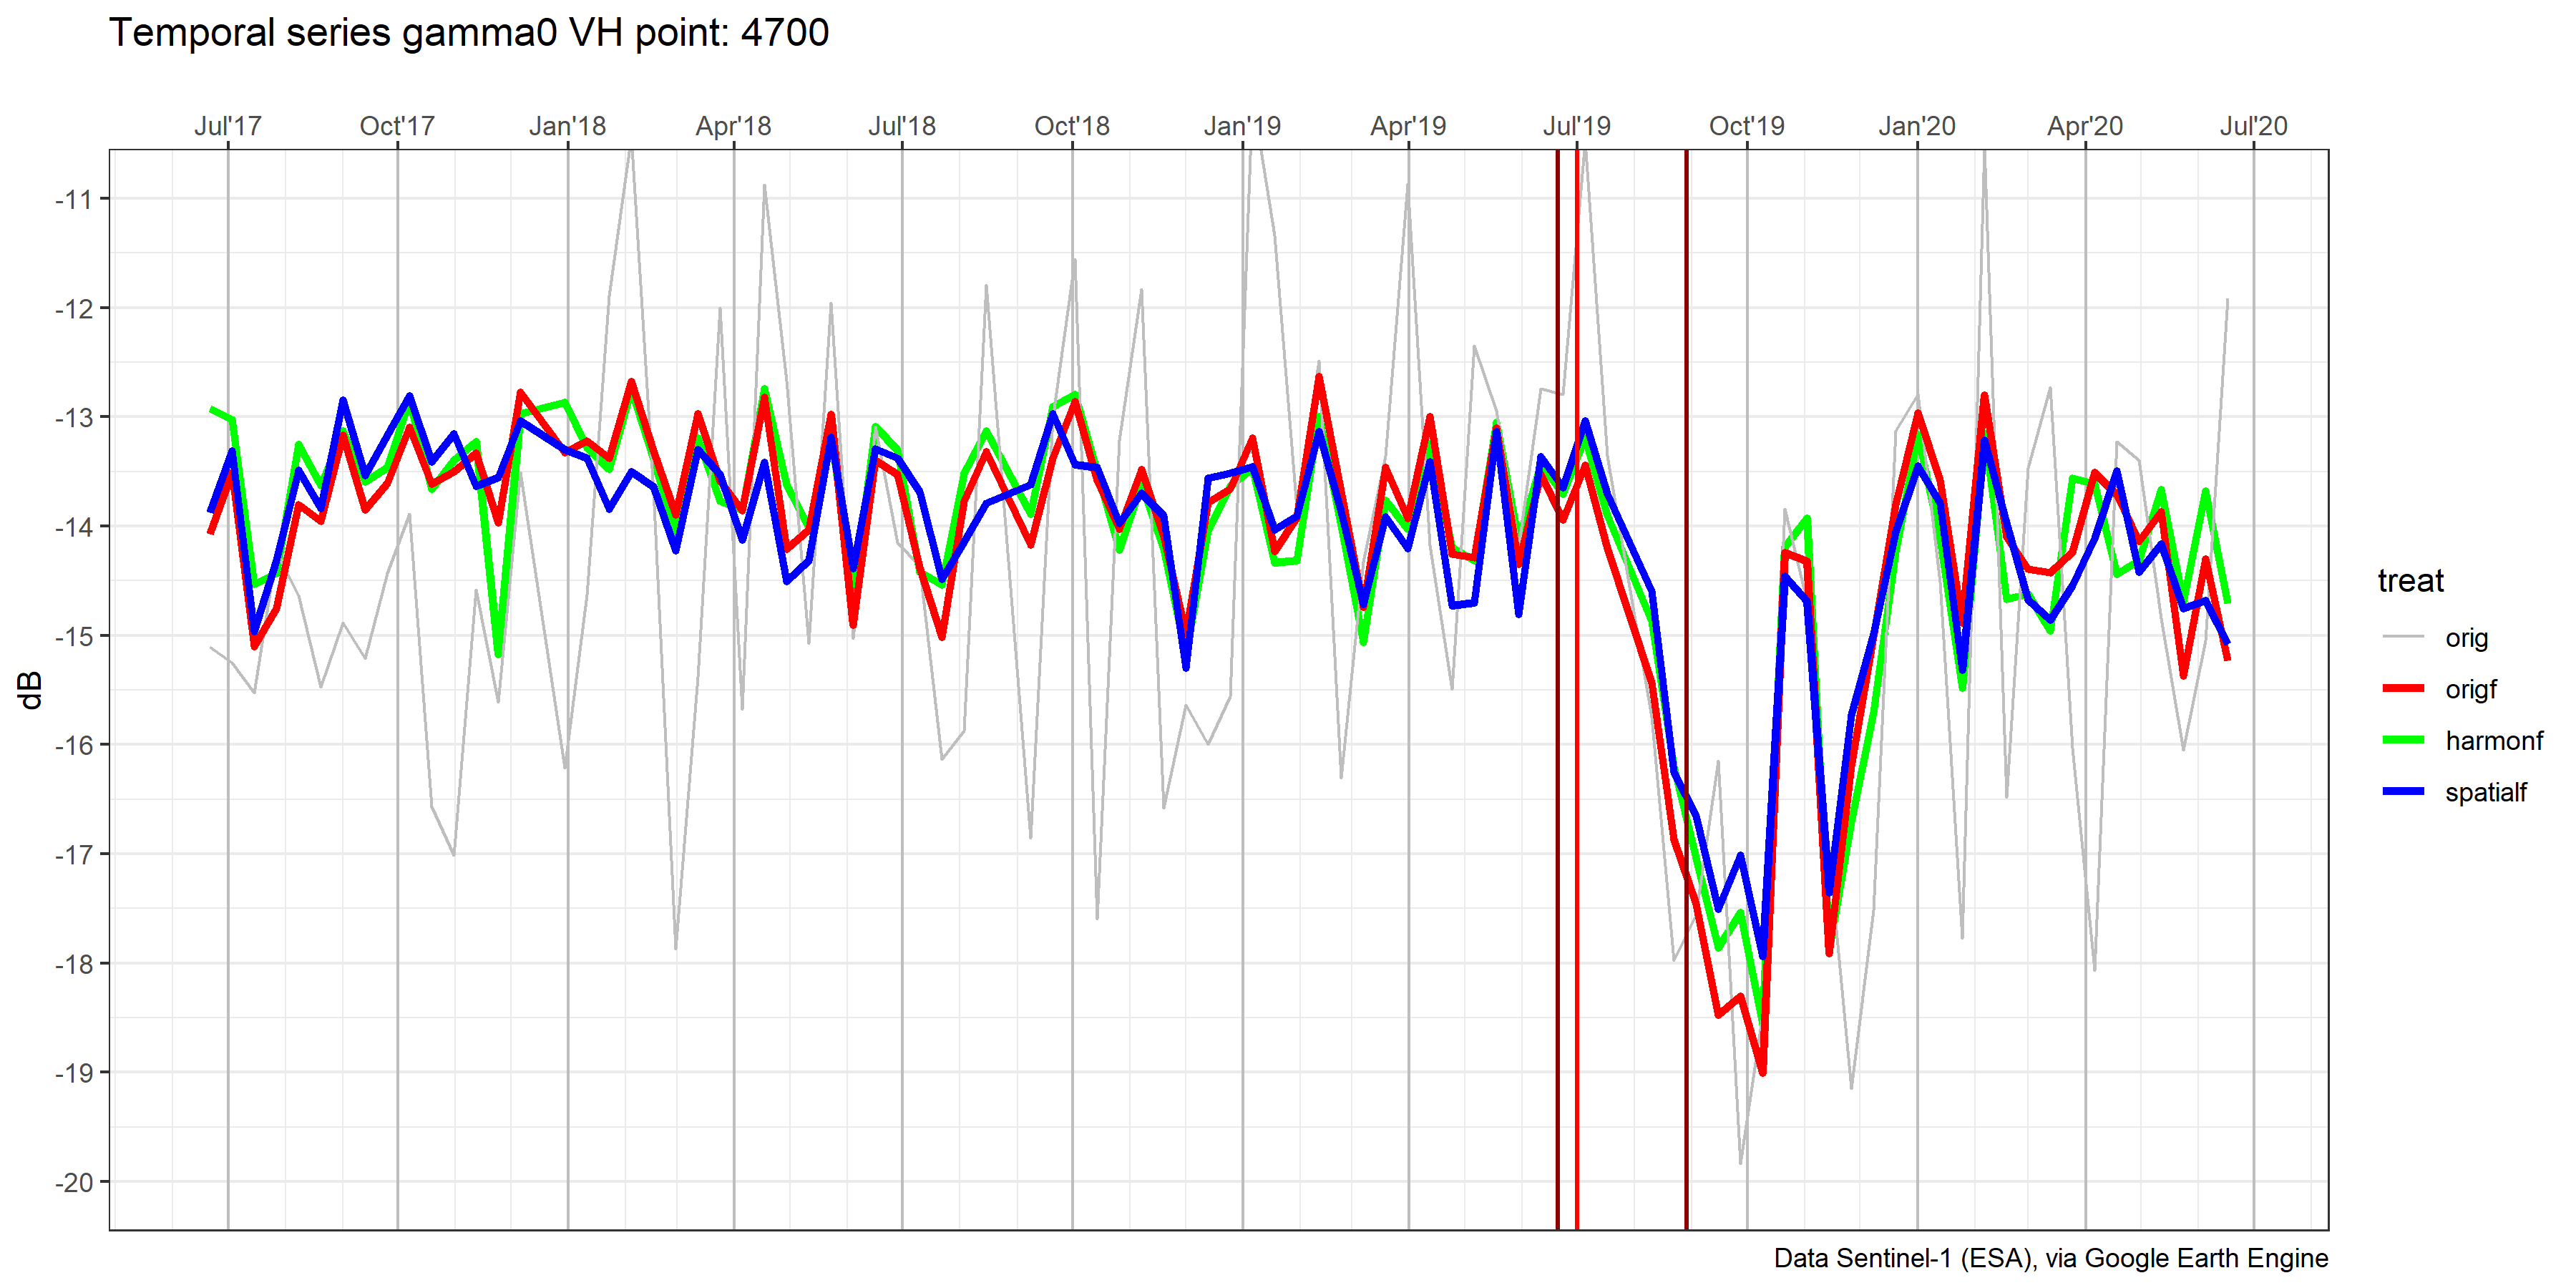 Temporal series gamma0 VH point: 4700
Jul'17 Oct'17 Jan'18 Apr'18 Jul'18 Oct'18 Jan'19 Apr'19 Jul'19 Oct'19 Jan'20 Apr'20 Jul'20
-11
-12
-13
-14
-15
-16
-17
-18
-19
-20
dB
treat
orig
origf
harmonf
spatialf
Data Sentinel-1 (ESA), via Google Earth Engine